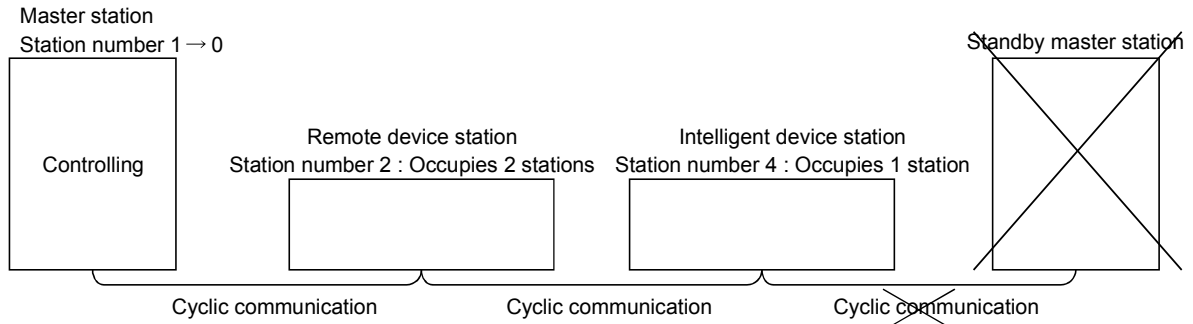 Master station
Station number 1 → 0
Standby master station
Controlling
Remote device station
Station number 2 : Occupies 2 stations
Intelligent device station
Station number 4 : Occupies 1 station
Cyclic communication
Cyclic communication
Cyclic communication